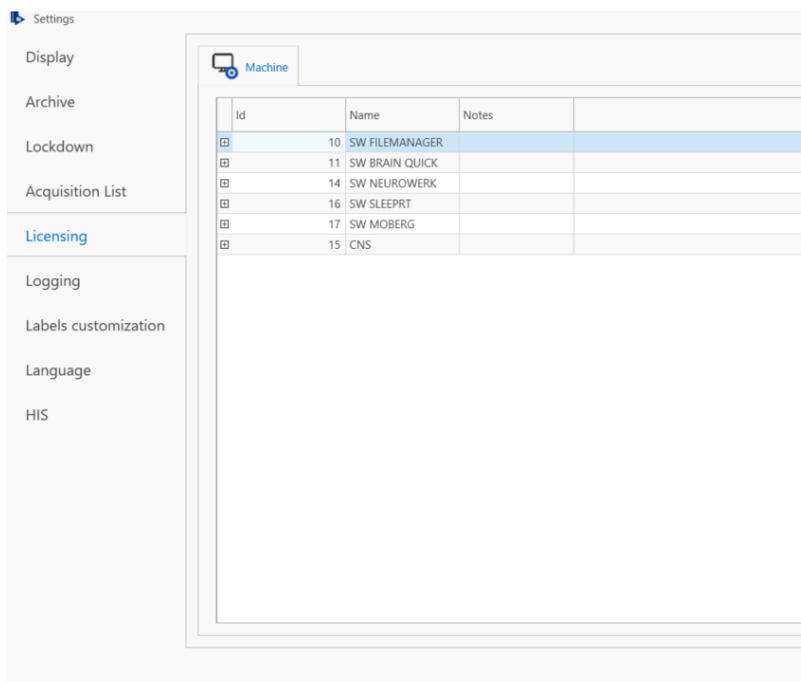 Settings
Display
Archive
Lockdown
Acquisition List
Licensing
Logging
Labels customization
Language
HIS
Machine
Id Name Notes
10 SW FILEMANAGER
11 SW BRAIN QUICK
14 SW NEUROWERK
16 SW SLEEPRT
17 SW MOBERG
15 CNS